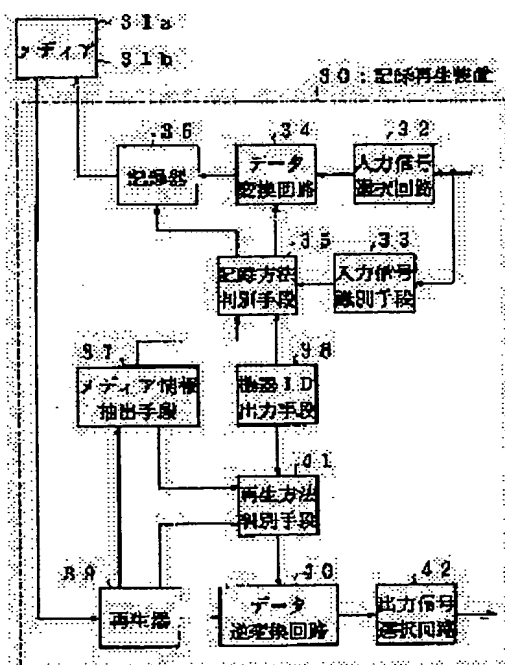 31a
メディア
31b
30：記録再生装置
36
記録器
34
データ
変換回路
32
入力信号
選択回路
35
記録方法
判別手段
33
入力信号
識別手段
37
メディア情報
抽出手段
38
機器ID
出力手段
41
再生方法
判別手段
39
再生器
40
データ
逆変換回路
42
出力信号
選択回路